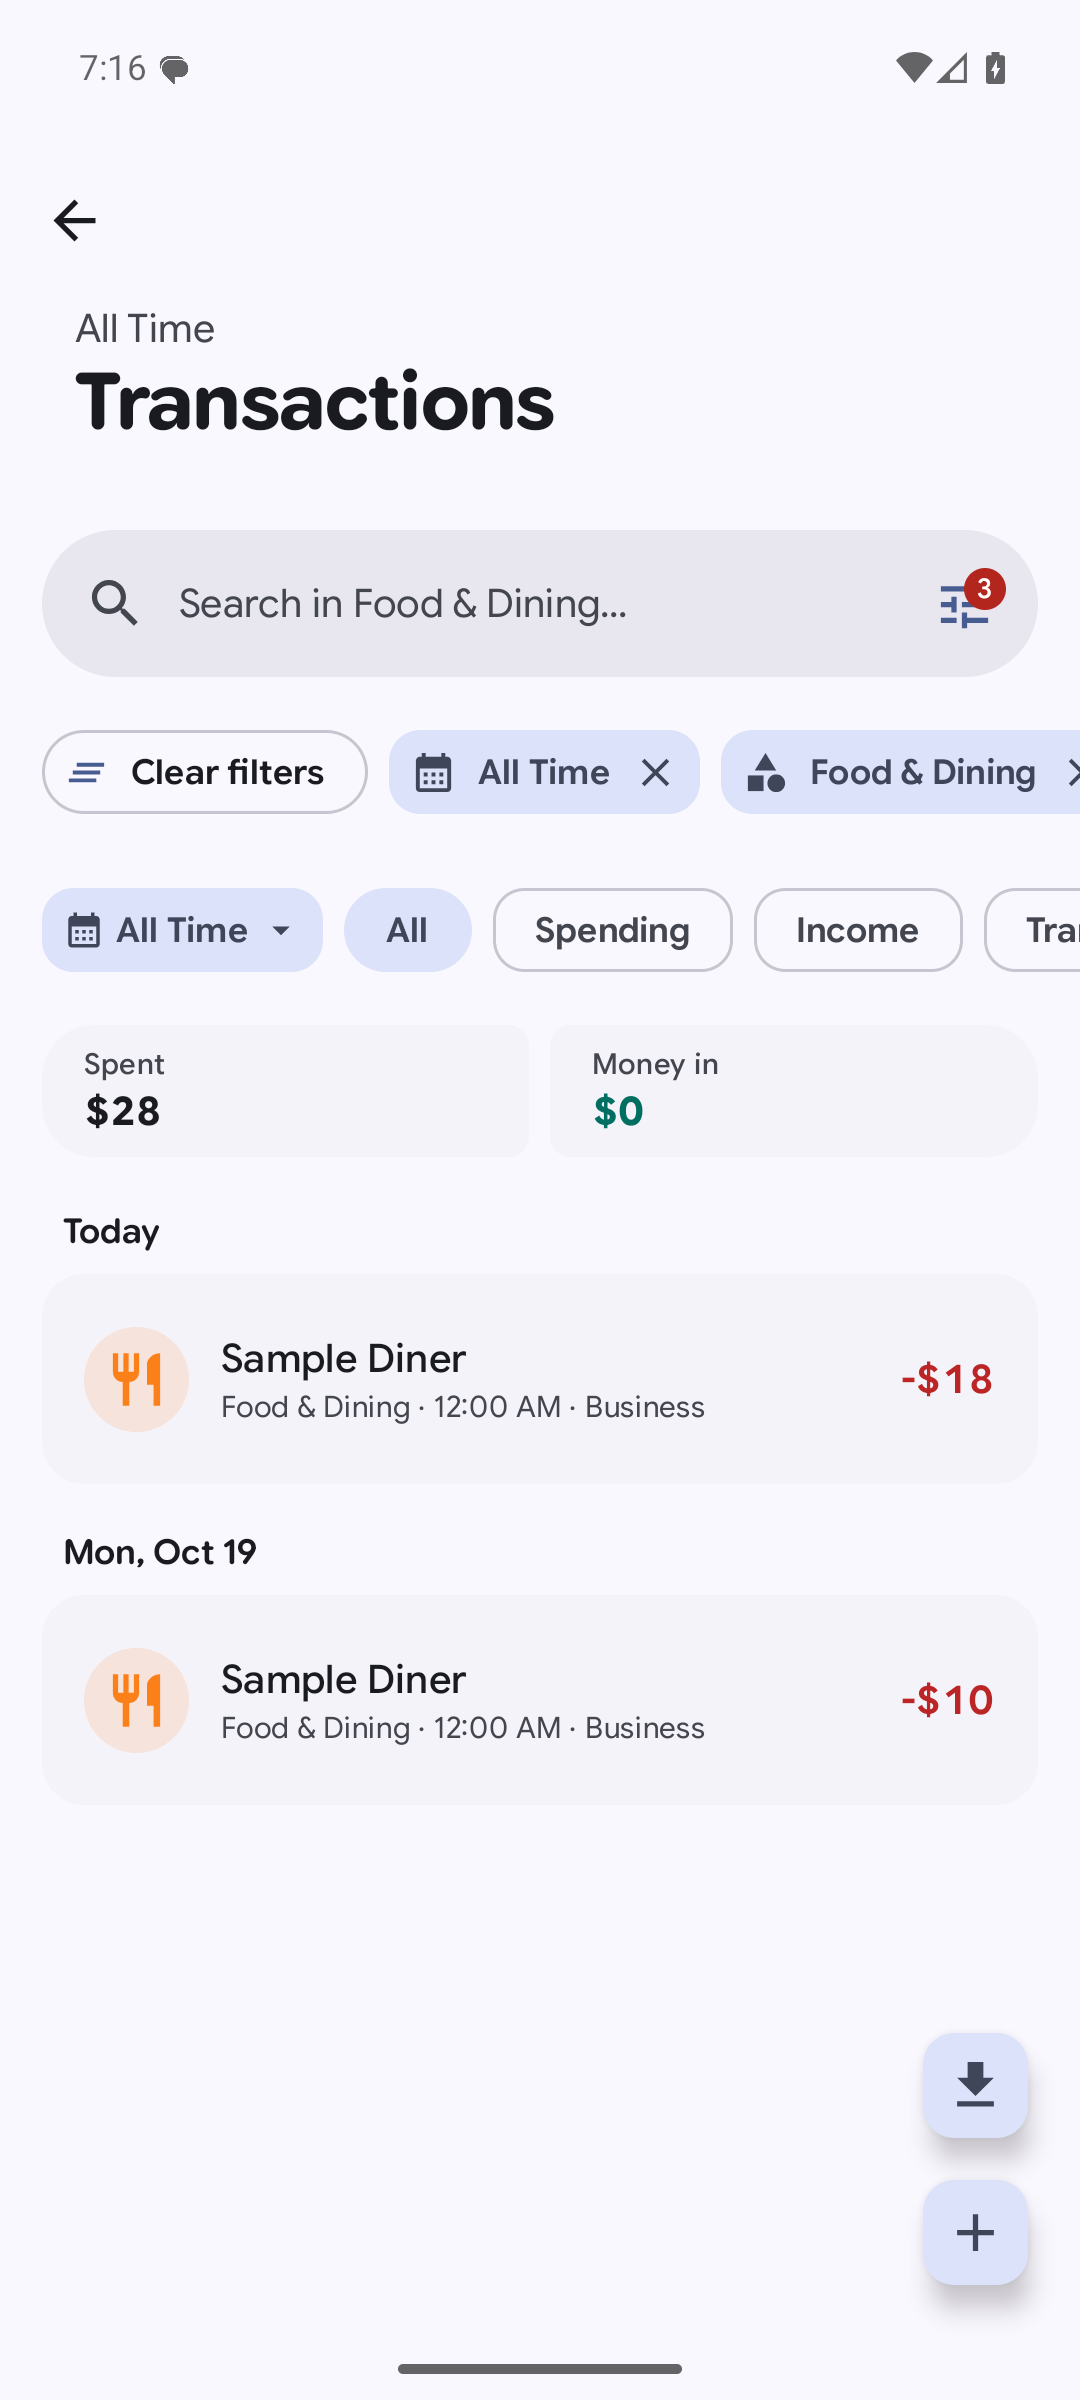 7:16
All Time
Transactions
Search in Food & Dining...
3
Clear filters
All Time
Food & Dining
All Time
All
Spending
Income
Tra
Spent
$28
Money in
$0
Today
Sample Diner
Food & Dining · 12:00 AM · Business
-$18
Mon, Oct 19
Sample Diner
Food & Dining · 12:00 AM · Business
-$10